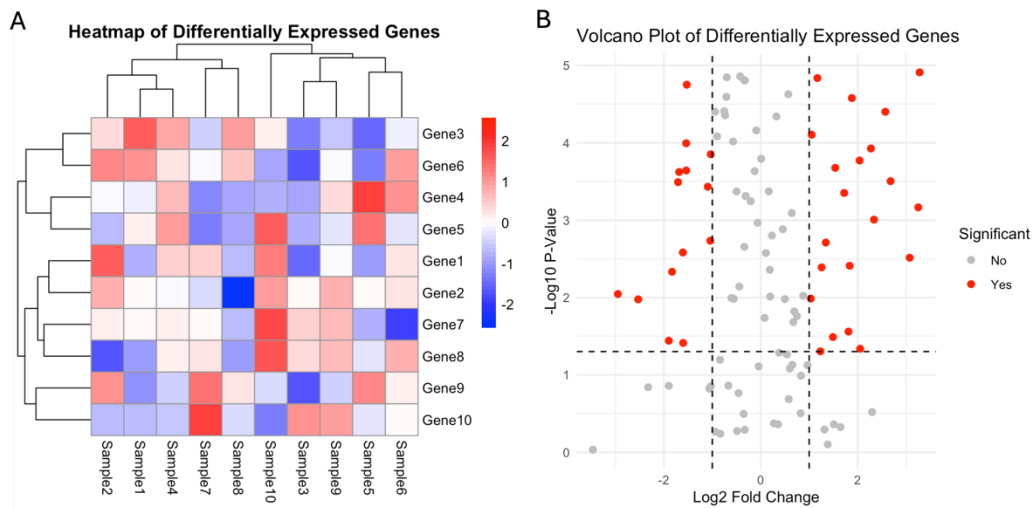 A
Heatmap of Differentially Expressed Genes
Gene3
Gene6
Gene4
Gene5
Gene1
Gene2
Gene7
Gene8
Gene9
Gene10
2
1
0
-1
-2
Sample2
Sample1
Sample4
Sample7
Sample8
Sample10
Sample3
Sample9
Sample5
Sample6
B
Volcano Plot of Differentially Expressed Genes
5
4
3
2
1
0
-Log10 P-Value
-2
0
2
Log2 Fold Change
Significant
No
Yes